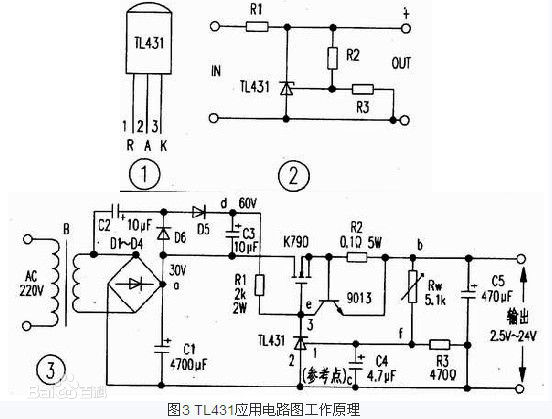 TL431
1 2 3
R A K
①
R1
+
IN
R2
OUT
TL431
R3
②
d 60V
C2
10μF
D5
B
D1~D4
D6
C3
10μF
K790
R2
0.1Ω 5W
b
AC
220V
30V
a
R1
2k
2W
e
3
9013
Rw
5.1k
C5
470μF
输出
2.5V~24V
TL431
1
f
2
C1
4700μF
(参考点)c
C4
4.7μF
R3
470Ω
③
Bai 百科
图3 TL431应用电路图工作原理